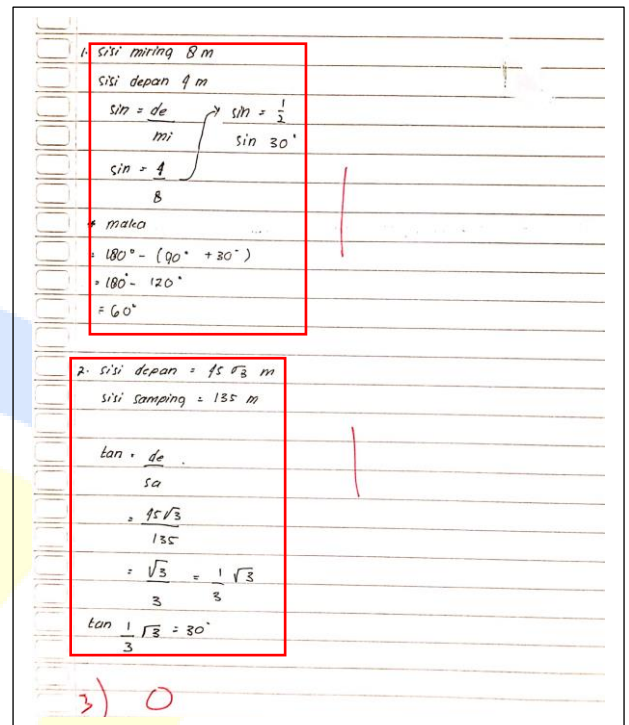 1. sisi miring 8 m
sisi depan 4 m
sin = de
mi
sin = 1
2
sin 30°
sin = 4
8
* maka
= 180° - (90° + 30°)
= 180° - 120°
= 60°
2. sisi depan = 45√3 m
sisi samping = 135 m
tan = de
sa
= 45√3
135
= √3 = 1 √3
3 3
tan 1 √3 = 30°
3
3) 0